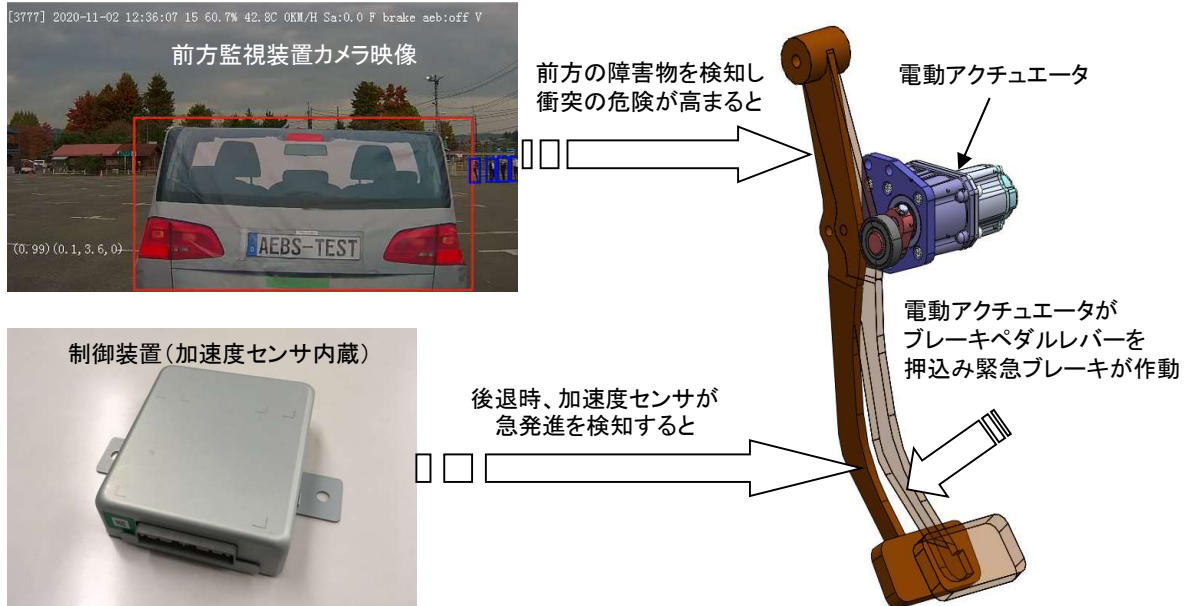 [3777] 2020-11-02 12:36:07 15 60.7% 42.8C 0KM/H Sa:0.0 F brake aeb:off V
前方監視装置カメラ映像
(0.99)(0.1,3.6,0)
AEBS-TEST
前方の障害物を検知し
衝突の危険が高まると
電動アクチュエータ
電動アクチュエータが
ブレーキペダルレバーを
押込み緊急ブレーキが作動
制御装置(加速度センサ内蔵)
後退時、加速度センサが
急発進を検知すると